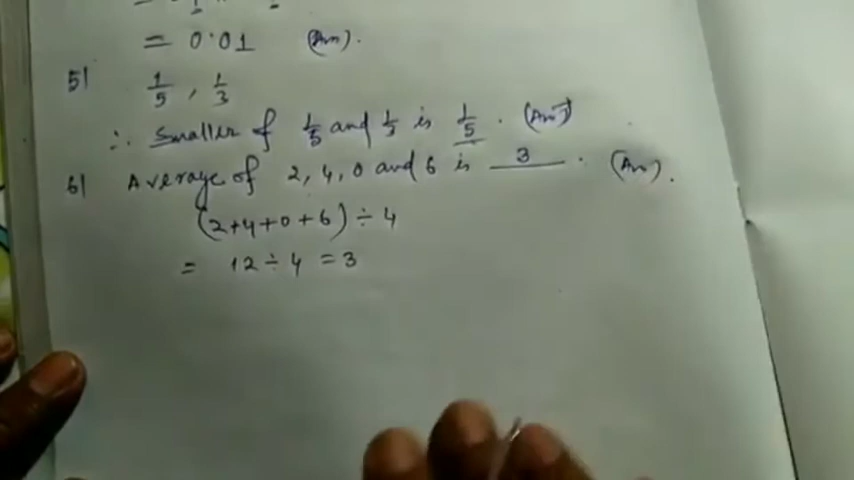 = 0.01 (Ans).
5| 1/5, 1/3
∴ Smaller of 1/5 and 1/3 is 1/5. (Ans)
6| Average of 2, 4, 0 and 6 is 3. (Ans).
(2+4+0+6) ÷ 4
= 12 ÷ 4 = 3